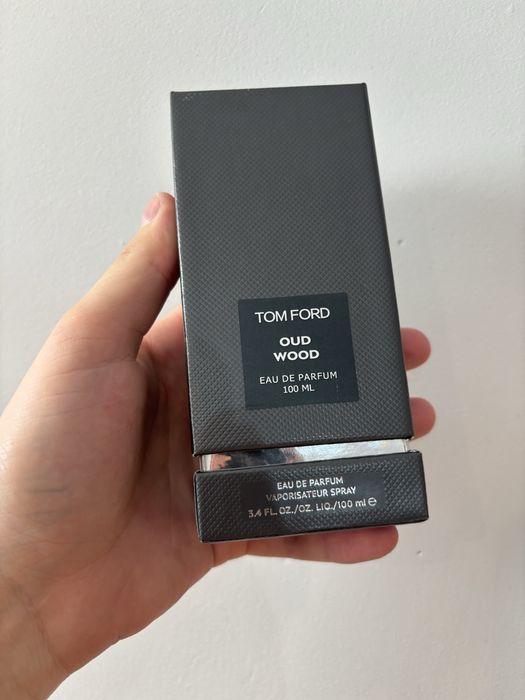 TOM FORD
OUD
WOOD
EAU DE PARFUM
100 ML
EAU DE PARFUM
VAPORISATEUR SPRAY
3,4 FL. OZ./OZ. LIQ./100 ml ℮